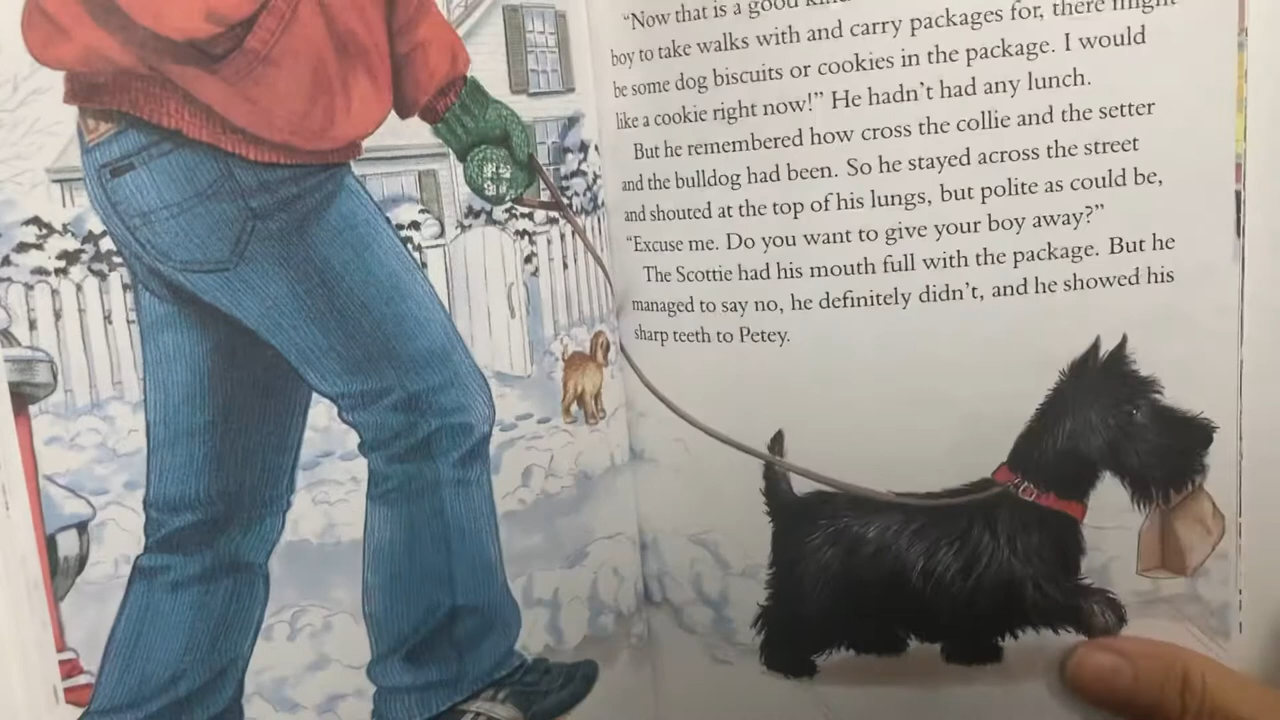 “Now that is a good
boy to take walks with and carry packages for, there might
be some dog biscuits or cookies in the package. I would
like a cookie right now!” He hadn’t had any lunch.
But he remembered how cross the collie and the setter
and the bulldog had been. So he stayed across the street
and shouted at the top of his lungs, but polite as could be,
“Excuse me. Do you want to give your boy away?”
The Scottie had his mouth full with the package. But he
managed to say no, he definitely didn’t, and he showed his
sharp teeth to Petey.